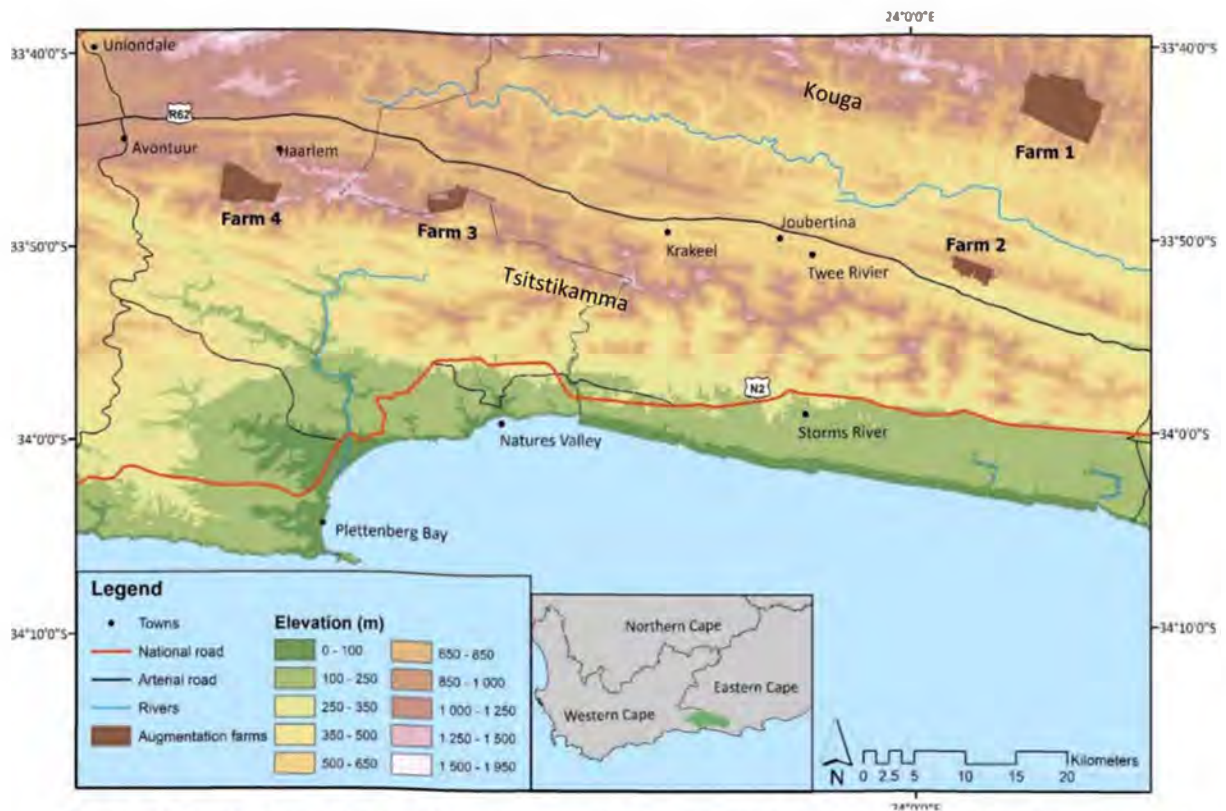 24°0'0"E
33°40'0"S
33°40'0"S
Uniondale
Kouga
R62
Farm 1
Avontuur
Haarlem
Farm 4
Farm 3
Joubertina
33°50'0"S
33°50'0"S
Krakeel
Farm 2
Twee Rivier
Tsitstikamma
N2
Storms River
34°0'0"S
34°0'0"S
Natures Valley
Plettenberg Bay
Legend
Towns
National road
Arterial road
Rivers
Augmentation farms
Elevation (m)
0 - 100
100 - 250
250 - 350
350 - 500
500 - 650
650 - 850
850 - 1 000
1 000 - 1 250
1 250 - 1 500
1 500 - 1 950
Northern Cape
Eastern Cape
Western Cape
34°10'0"S
34°10'0"S
N
0 2.5 5 10 15 20
Kilometers
24°0'0"E